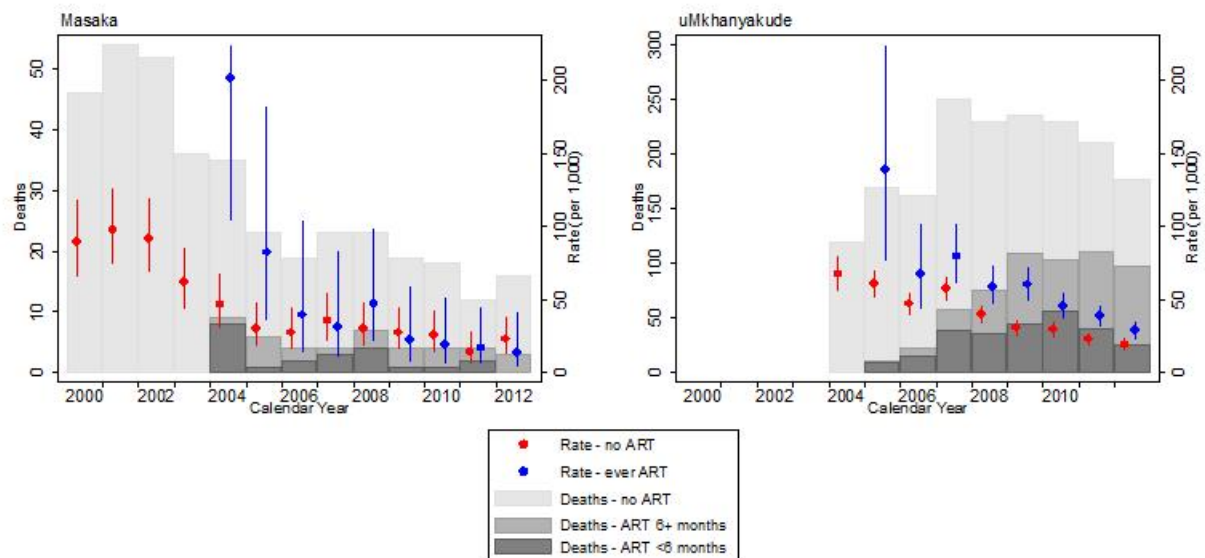 Masaka
50
40
30
20
10
0
Deaths
200
150
100
50
0
Rate (per 1,000)
2000 2002 2004 2006 2008 2010 2012
Calendar Year
uMkhanyakude
300
250
200
150
100
50
0
Deaths
200
150
100
50
0
Rate (per 1,000)
2000 2002 2004 2006 2008 2010
Calendar Year
Rate - no ART
Rate - ever ART
Deaths - no ART
Deaths - ART 6+ months
Deaths - ART <6 months